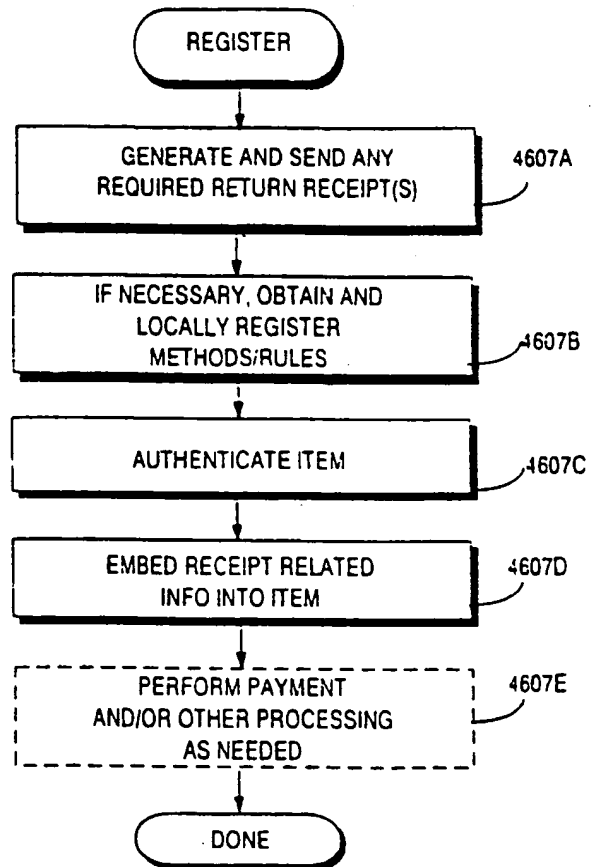 REGISTER
GENERATE AND SEND ANY
REQUIRED RETURN RECEIPT(S)
4607A
IF NECESSARY, OBTAIN AND
LOCALLY REGISTER
METHODS/RULES
4607B
AUTHENTICATE ITEM
4607C
EMBED RECEIPT RELATED
INFO INTO ITEM
4607D
PERFORM PAYMENT
AND/OR OTHER PROCESSING
AS NEEDED
4607E
DONE